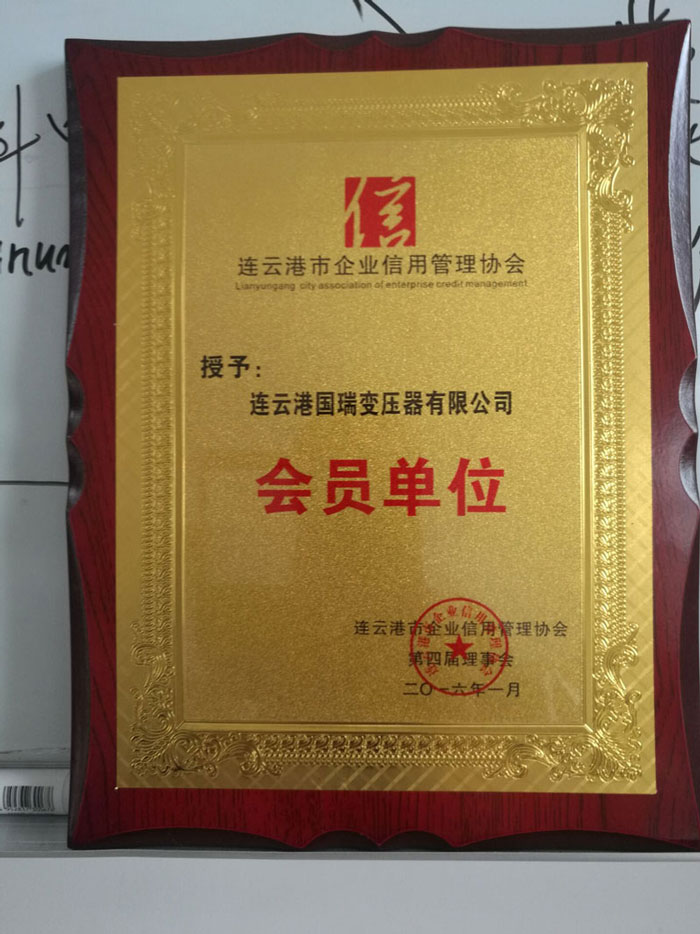 信
连云港市企业信用管理协会
Lianyungang city association of enterprise credit management
授予：
连云港国瑞变压器有限公司
会员单位
连云港市企业信用管理协会
第四届理事会
二〇一六年一月